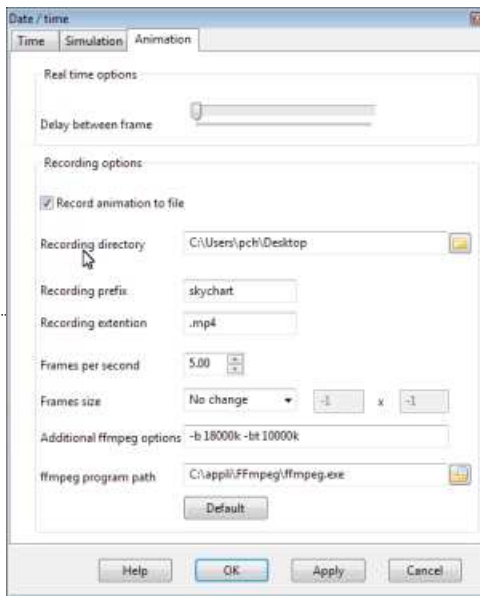 Date / time
Time Simulation Animation
Real time options
Delay between frame
Recording options
Record animation to file
Recording directory C:\Users\pch\Desktop
Recording prefix skychart
Recording extention .mp4
Frames per second 5.00
Frames size No change -1 x -1
Additional ffmpeg options -b 18000k -bt 10000k
ffmpeg program path C:\appli\FFmpeg\ffmpeg.exe
Default
Help OK Apply Cancel